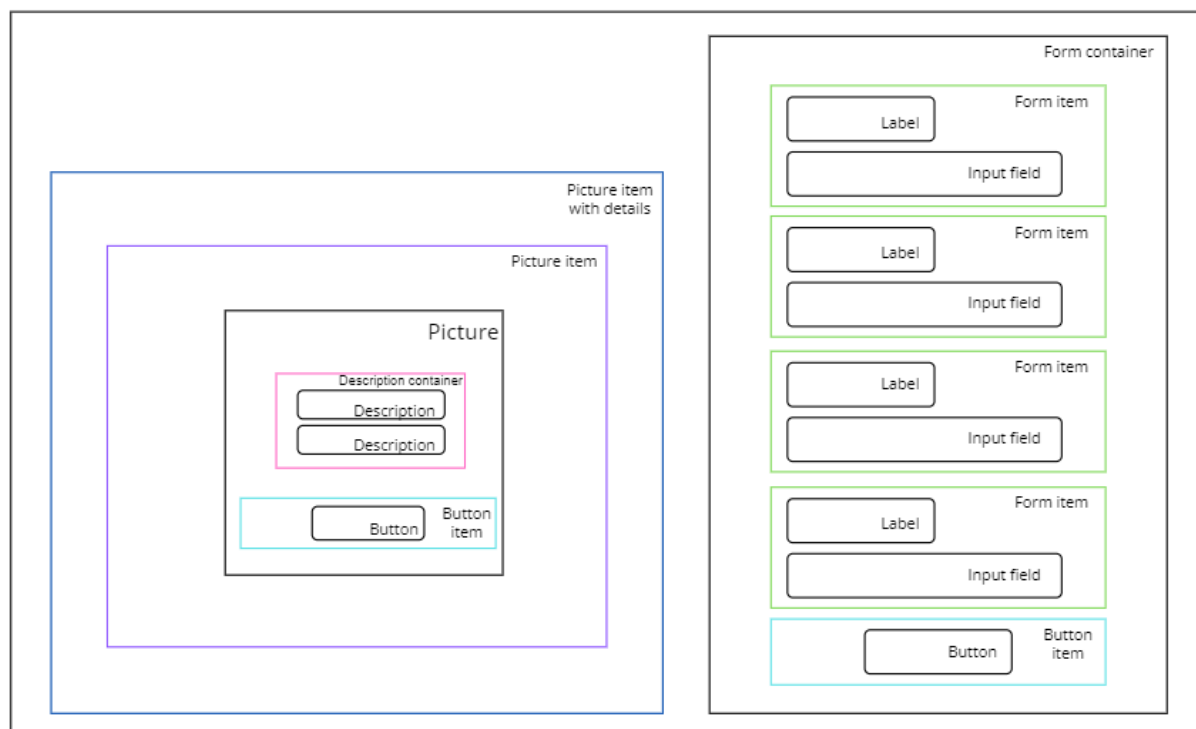 Picture item
with details
Picture item
Picture
Description container
Description
Description
Button
Button
item
Form container
Form item
Label
Input field
Form item
Label
Input field
Form item
Label
Input field
Form item
Label
Input field
Button
Button
item